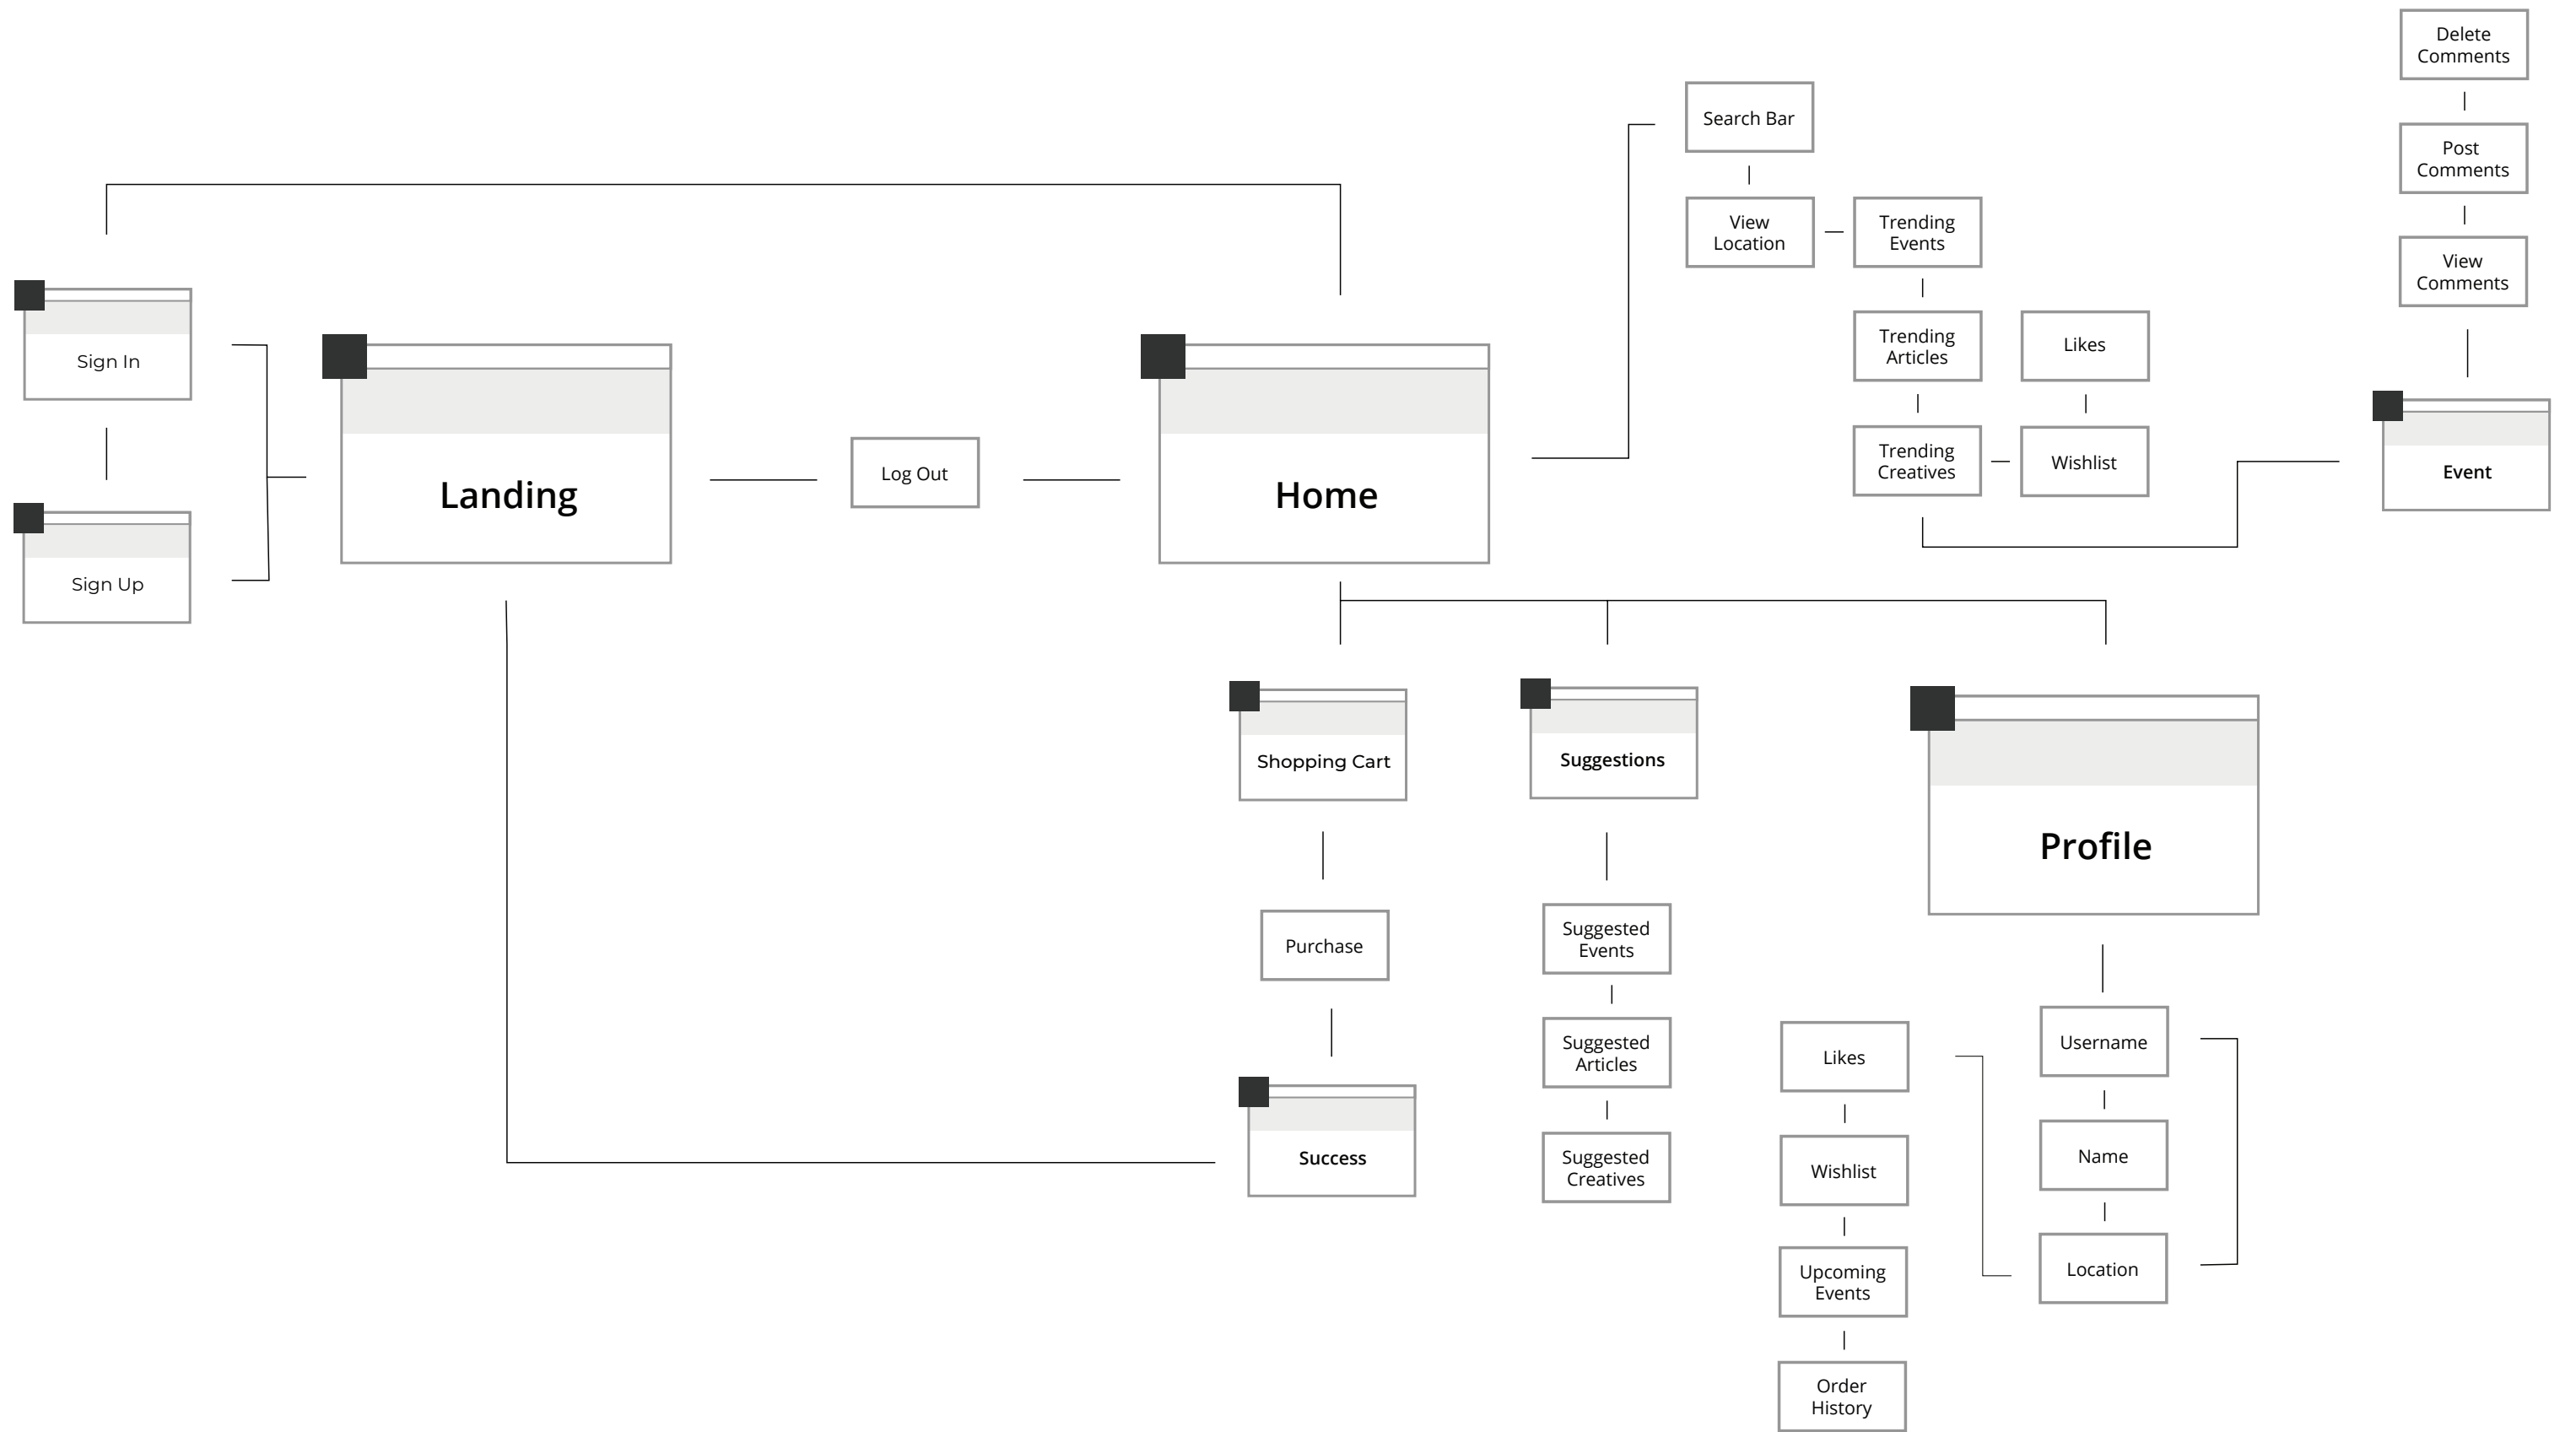 Delete
Comments
Search Bar
Post
Comments
View
Location
Trending
Events
View
Comments
Sign In
Trending
Articles
Likes
Landing
Log Out
Home
Trending
Creatives
Wishlist
Event
Sign Up
Shopping Cart
Suggestions
Profile
Purchase
Suggested
Events
Username
Likes
Suggested
Articles
Name
Wishlist
Success
Suggested
Creatives
Location
Upcoming
Events
Order
History